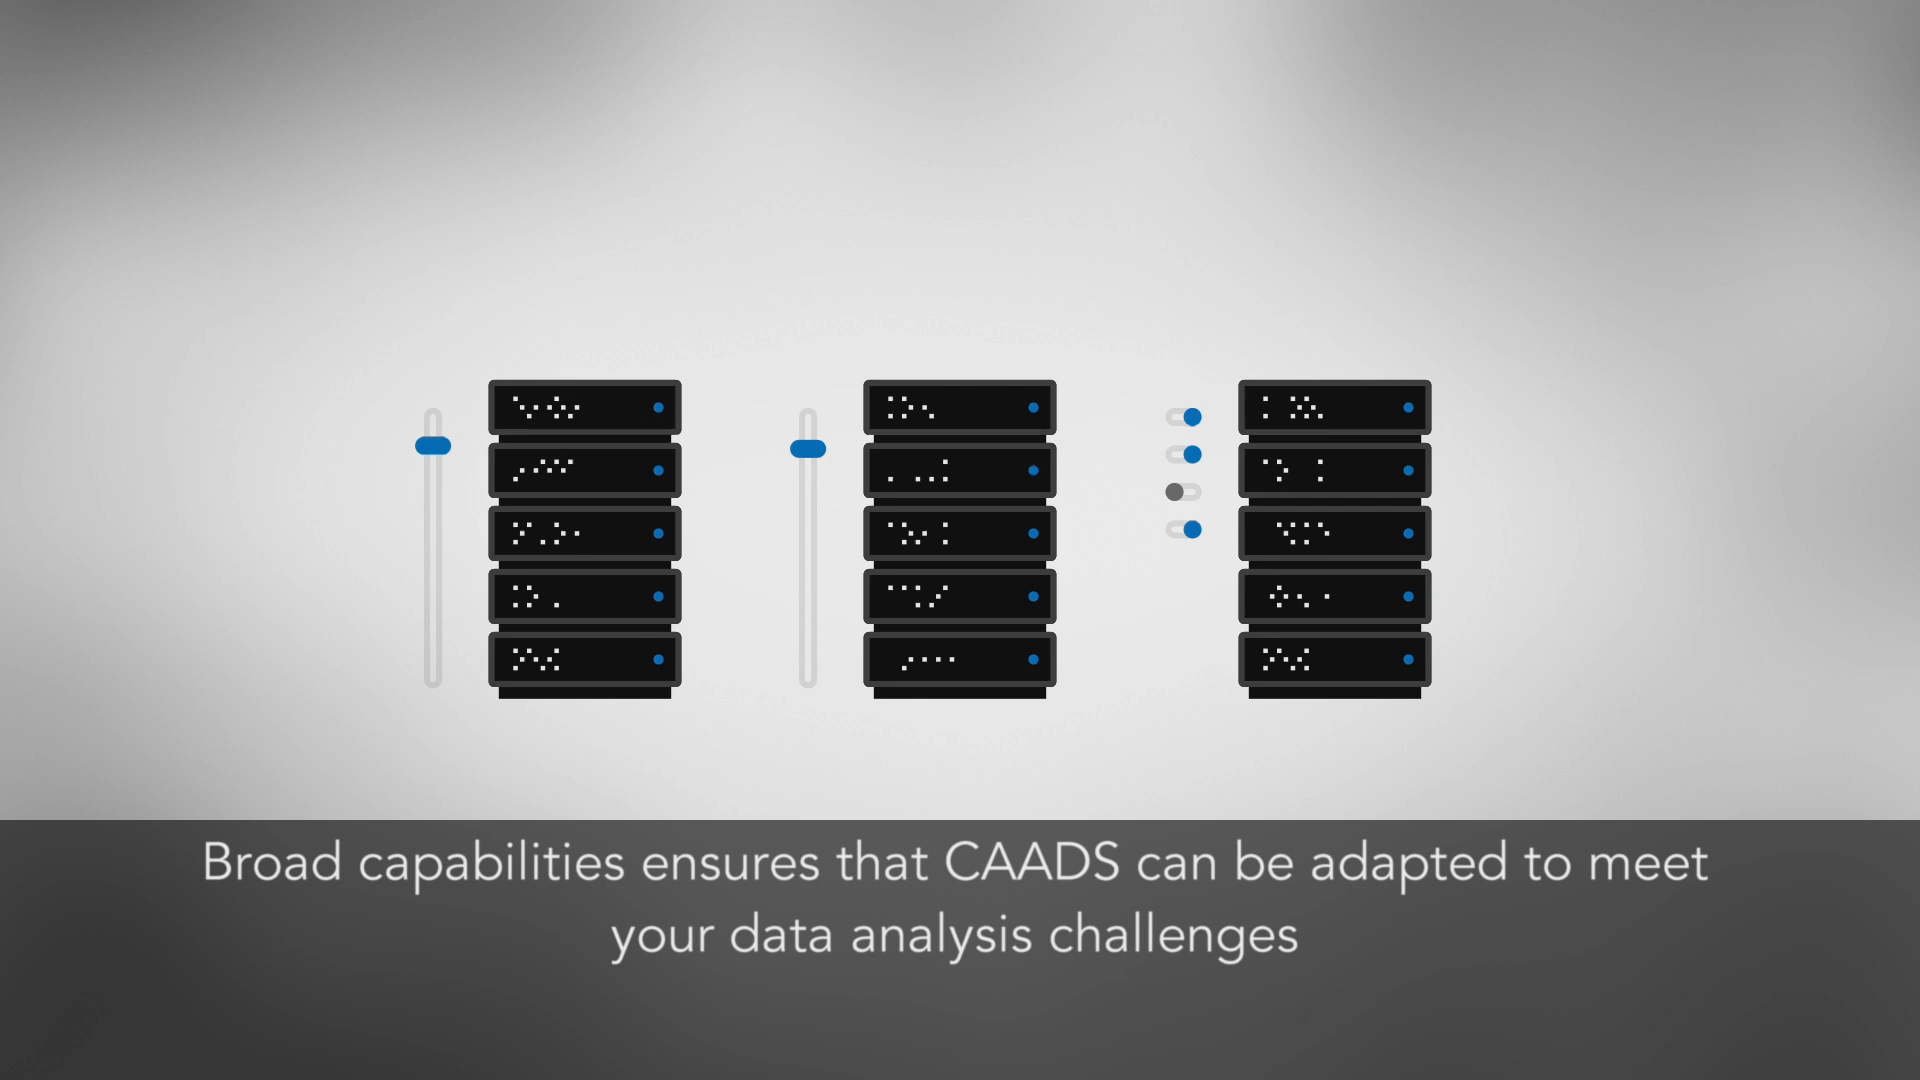 Broad capabilities ensures that CAADS can be adapted to meet
your data analysis challenges